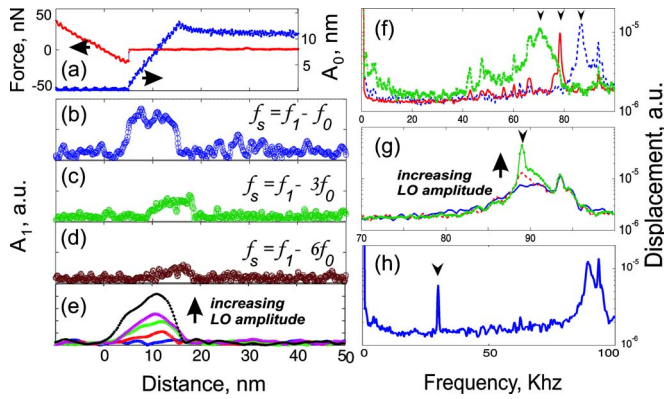 Force, nN
40
0
-50
(a)
10
5
0
A0, nm
(b)
fs = f1 - f0
(c)
fs = f1 - 3f0
(d)
fs = f1 - 6f0
(e)
increasing
LO amplitude
A1, a.u.
0 10 20 30 40 50
Distance, nm
(f)
10-5
10-6
0 20 40 60 80
(g)
increasing
LO amplitude
10-5
10-6
70 80 90
(h)
10-5
10-6
0 50 100
Displacement, a.u.
Frequency, Khz